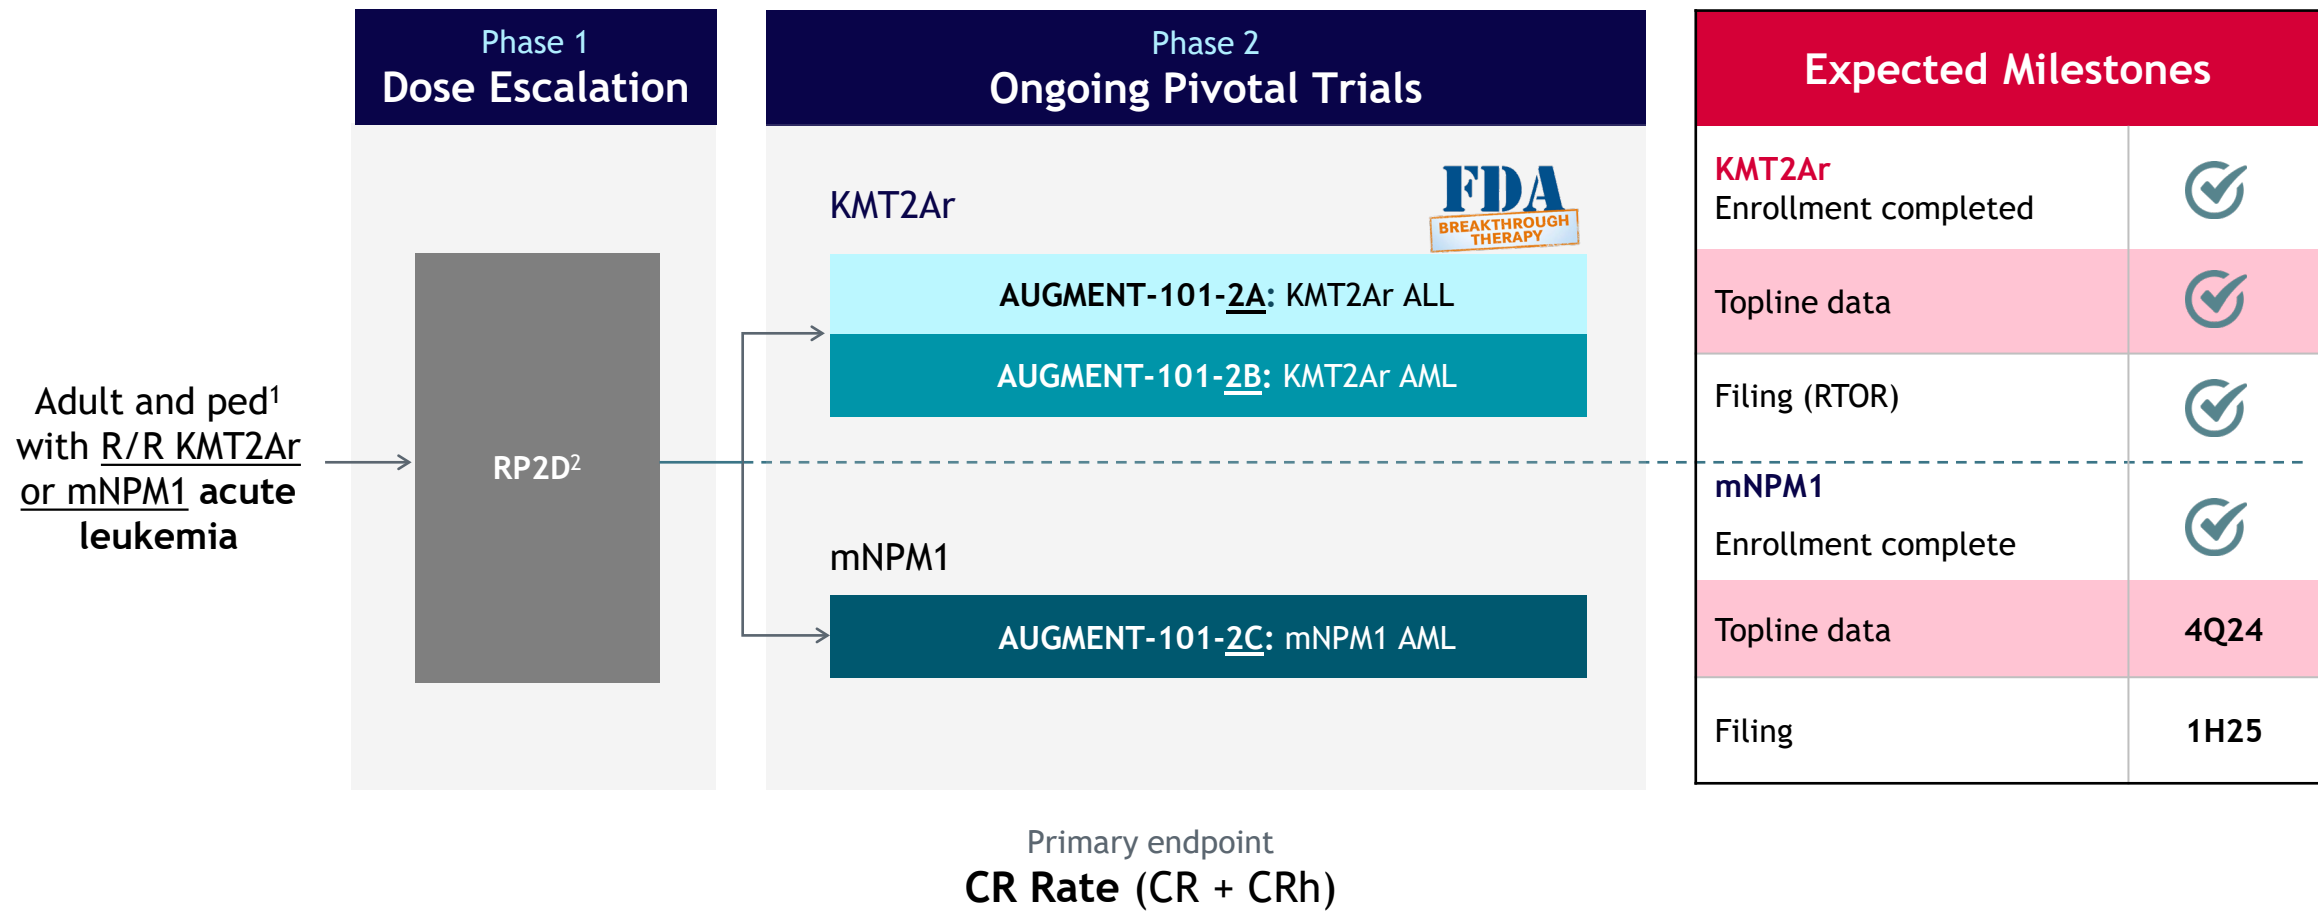 Phase 1
Dose Escalation
Phase 2
Ongoing Pivotal Trials
Expected Milestones
Adult and ped¹
with R/R KMT2Ar
or mNPM1 acute
leukemia
RP2D²
KMT2Ar
FDA
BREAKTHROUGH
THERAPY
AUGMENT-101-2A: KMT2Ar ALL
AUGMENT-101-2B: KMT2Ar AML
mNPM1
AUGMENT-101-2C: mNPM1 AML
KMT2Ar
Enrollment completed
Topline data
Filing (RTOR)
mNPM1
Enrollment complete
Topline data 4Q24
Filing 1H25
Primary endpoint
CR Rate (CR + CRh)